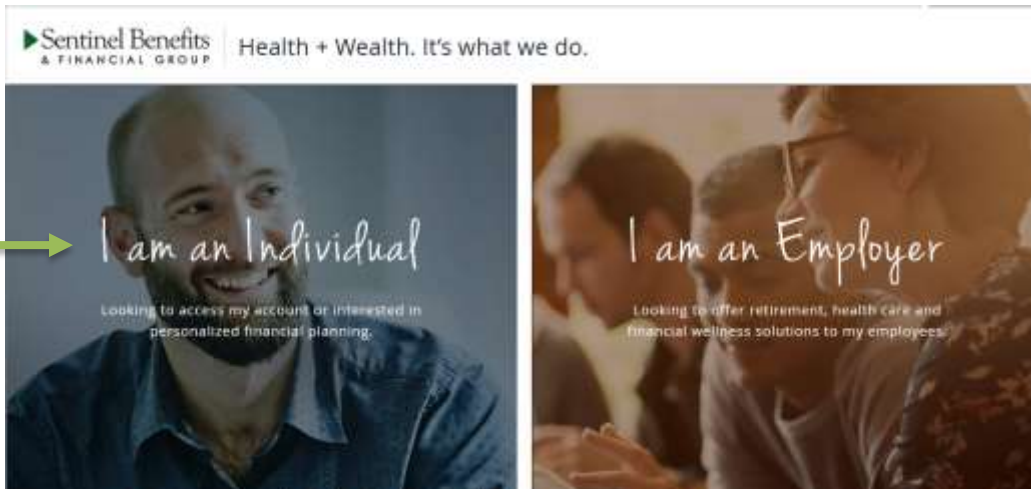 Sentinel Benefits
& FINANCIAL GROUP
Health + Wealth. It's what we do.
I am an Individual
Looking to access my account or interested in
personalized financial planning.
I am an Employer
Looking to offer retirement, health care and
financial wellness solutions to my employees.